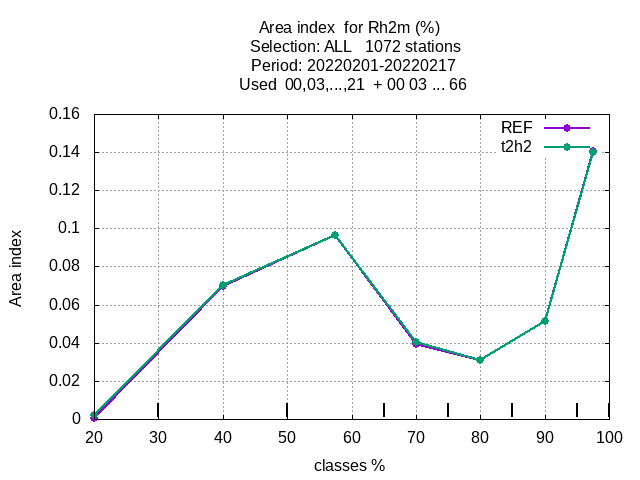 Area index  for Rh2m (%)
Selection: ALL   1072 stations
Period: 20220201-20220217
Used  00,03,...,21  + 00 03 ... 66
REF
t2h2
0.16
0.14
0.12
0.1
0.08
0.06
0.04
0.02
0
Area index
20 30 40 50 60 70 80 90 100
classes %